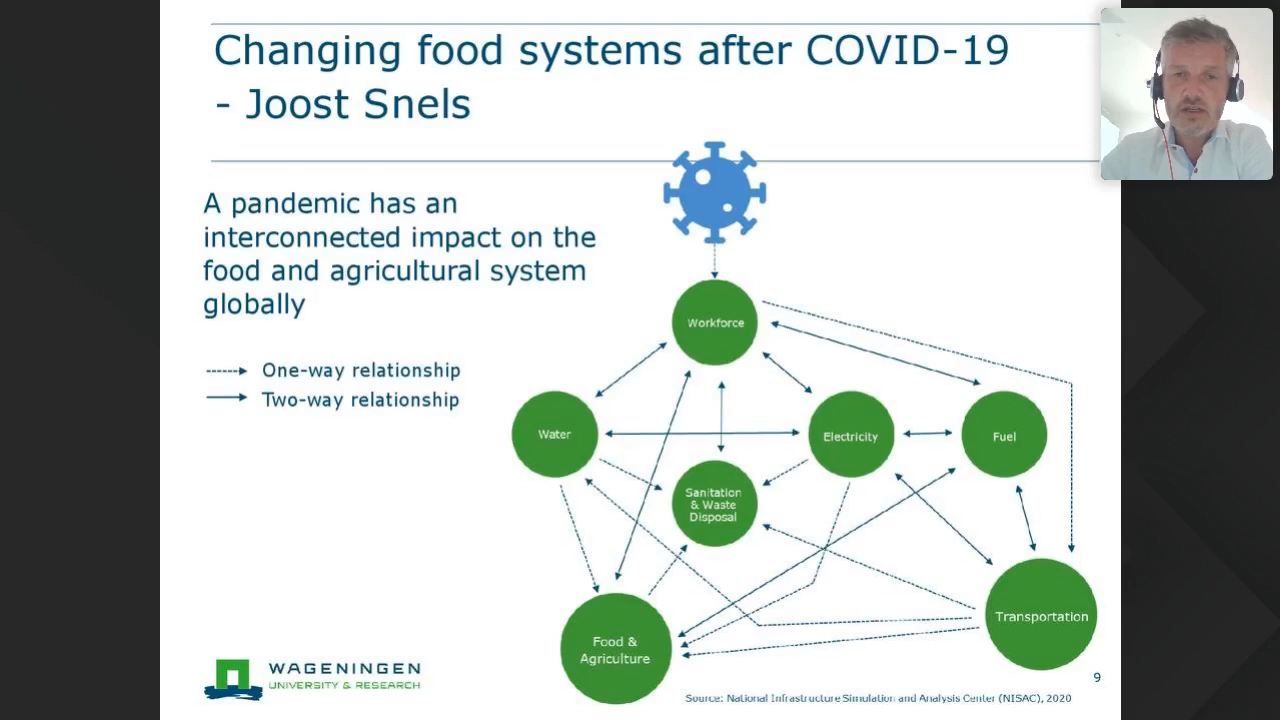 Changing food systems after COVID-19
- Joost Snels
A pandemic has an
interconnected impact on the
food and agricultural system
globally
One-way relationship
Two-way relationship
Workforce
Water
Electricity
Fuel
Sanitation
& Waste
Disposal
Transportation
Food &
Agriculture
WAGENINGEN
UNIVERSITY & RESEARCH
9
Source: National Infrastructure Simulation and Analysis Center (NISAC), 2020